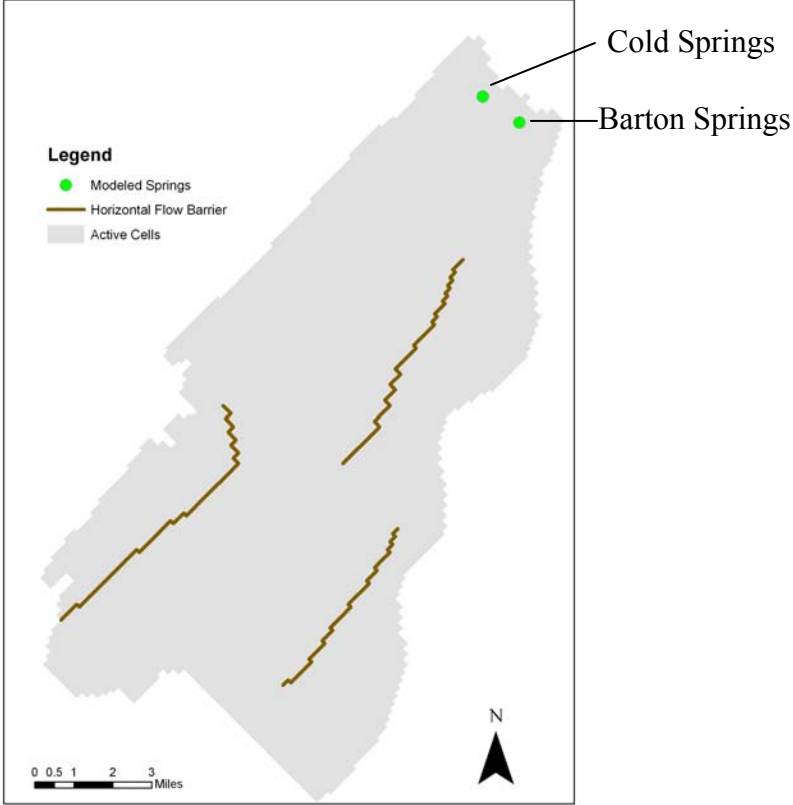 Cold Springs
Barton Springs
Legend
Modeled Springs
Horizontal Flow Barrier
Active Cells
N
0 0.5 1 2 3
Miles